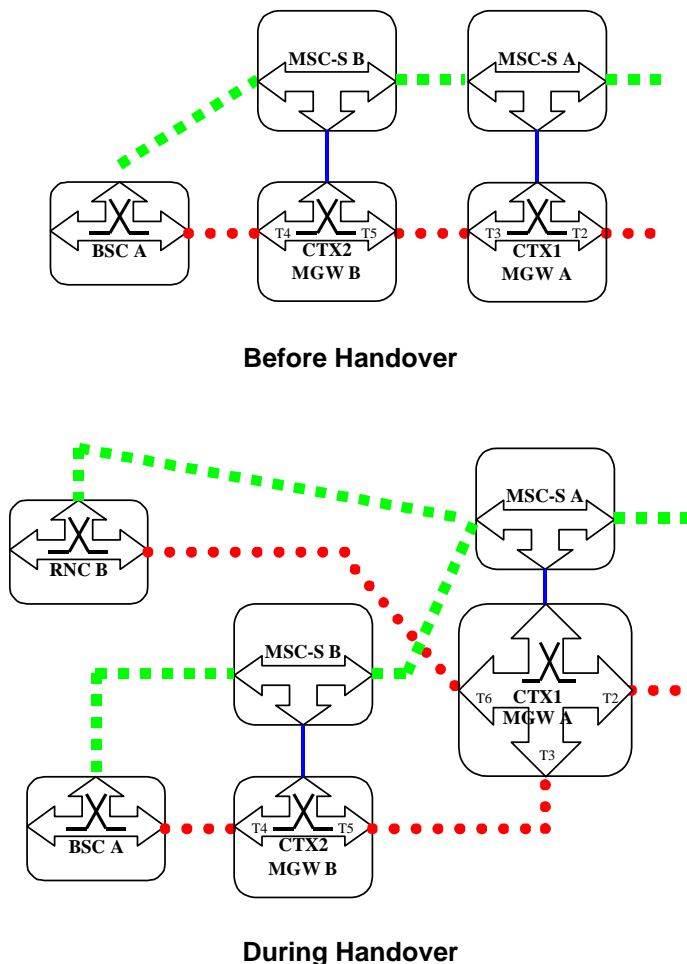 MSC-S B
MSC-S A
BSC A
T4
T5
CTX2
MGW B
T3
T2
CTX1
MGW A
Before Handover
MSC-S A
RNC B
MSC-S B
T6
CTX1
T2
MGW A
T3
BSC A
T4
T5
CTX2
MGW B
During Handover